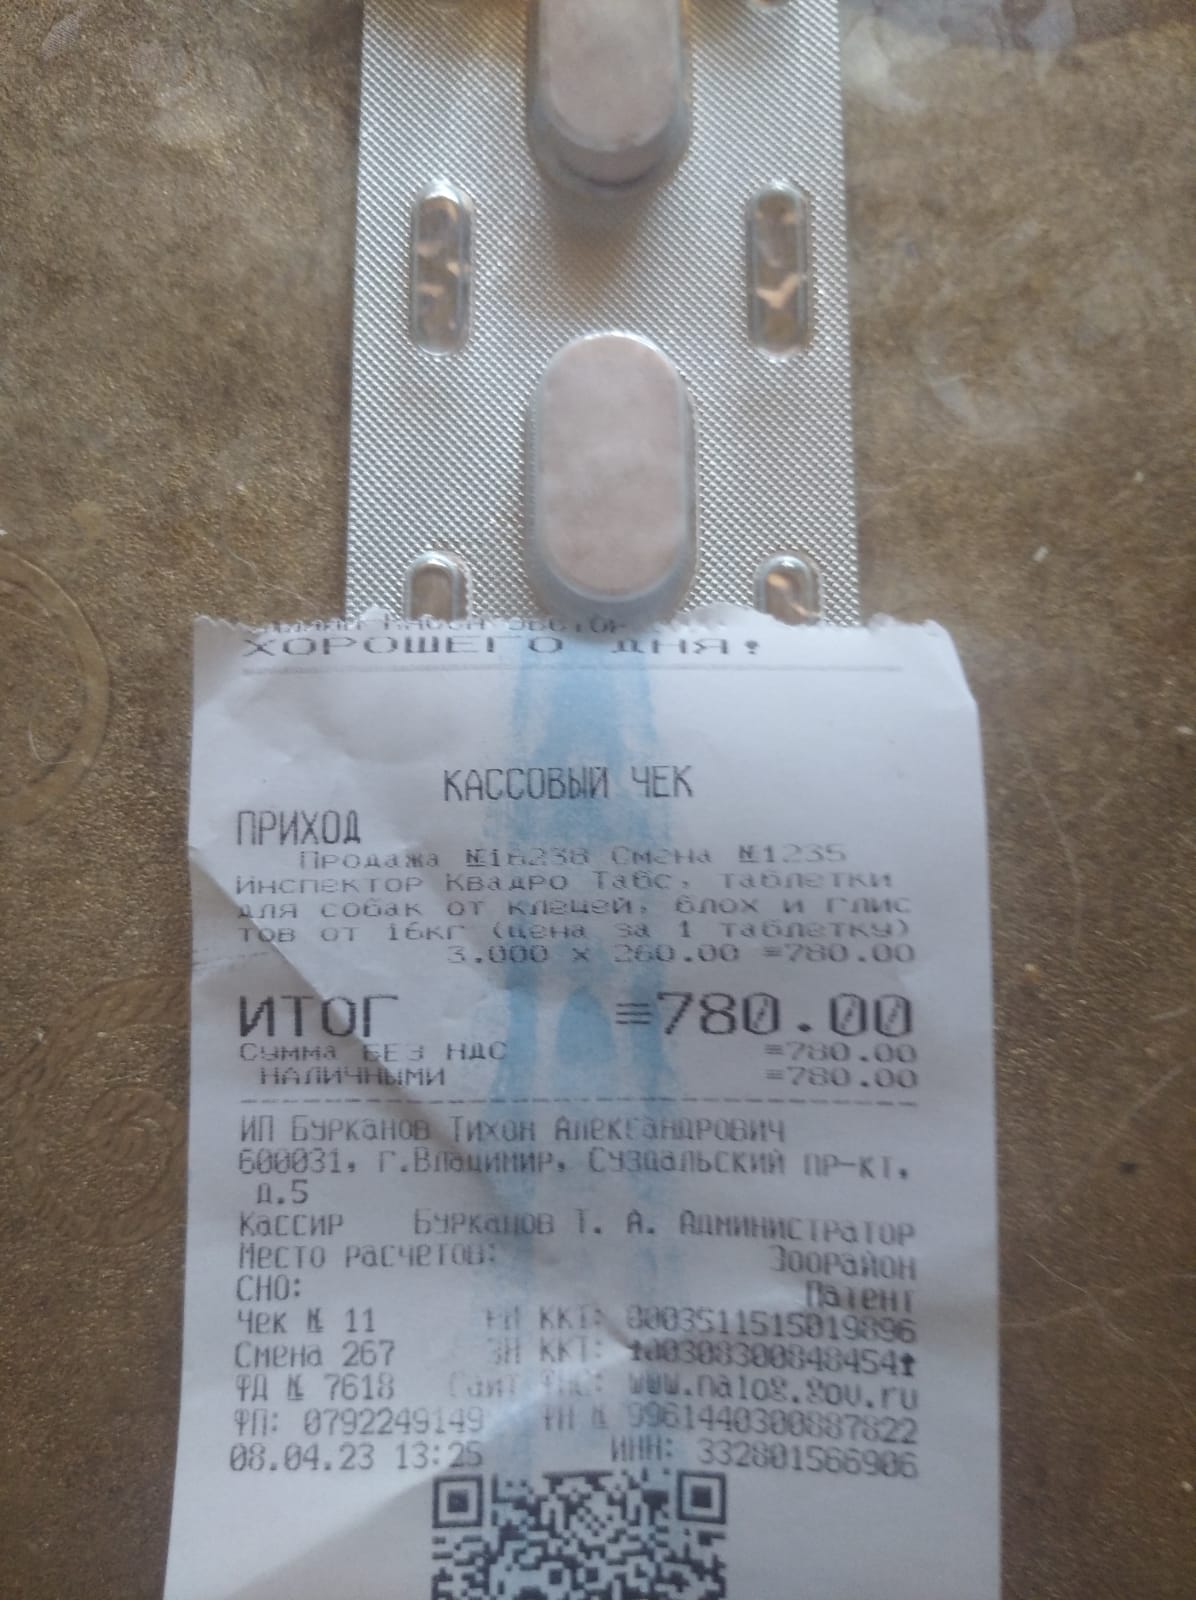 ХОРОШЕГО ДНЯ!
КАССОВЫЙ ЧЕК
ПРИХОД
Продажа №16238 Смена №1235
Инспектор Квадро Табс, таблетки
для собак от клещей, блох и глис
тов от 16кг (цена за 1 таблетку)
3.000 x 260.00 =780.00
ИТОГ =780.00
Сумма БЕЗ НДС =780.00
НАЛИЧНЫМИ =780.00
ИП Бурканов Тихон Александрович
600031, г.Владимир, Суздальский пр-кт,
д.5
Кассир Бурканов Т. А. Администратор
Место расчетов: Зоорайон
СНО: Патент
Чек № 11 РН ККТ: 0003511515019896
Смена 267 ЗН ККТ:
ФД № 7618 Сайт ФНС: www.nalog.gov.ru
ФП: 0792249149 ФН № 9961440300887822
08.04.23 13:25 ИНН: 332801566906